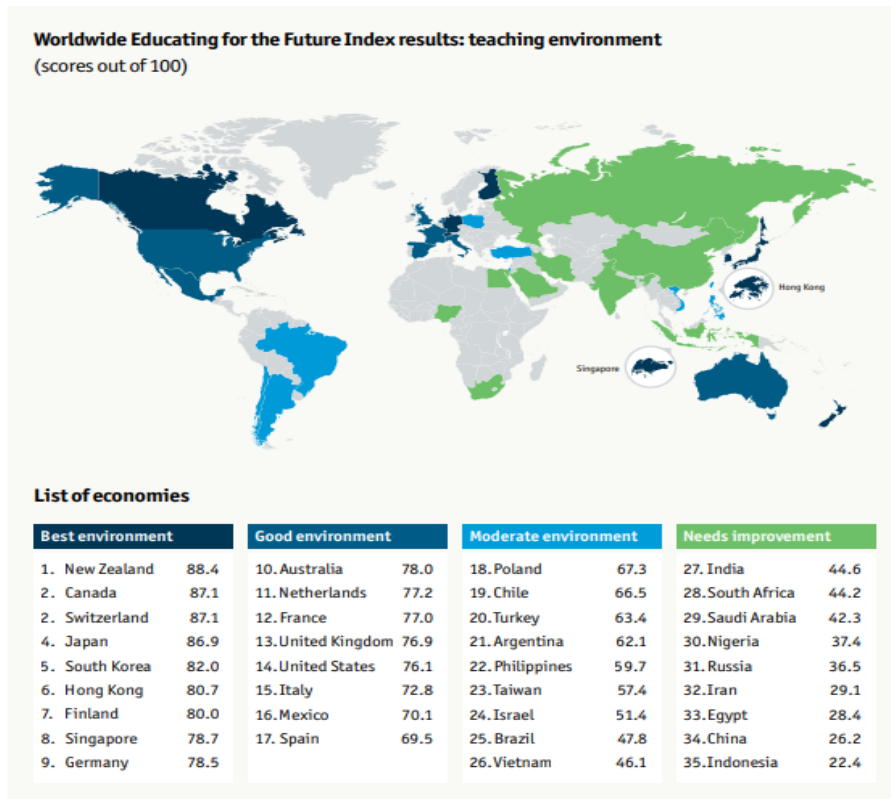 Worldwide Educating for the Future Index results: teaching environment
(scores out of 100)
Hong Kong
Singapore
List of economies
Best environment
1. New Zealand 88.4
2. Canada 87.1
2. Switzerland 87.1
4. Japan 86.9
5. South Korea 82.0
6. Hong Kong 80.7
7. Finland 80.0
8. Singapore 78.7
9. Germany 78.5
Good environment
10. Australia 78.0
11. Netherlands 77.2
12. France 77.0
13. United Kingdom 76.9
14. United States 76.1
15. Italy 72.8
16. Mexico 70.1
17. Spain 69.5
Moderate environment
18. Poland 67.3
19. Chile 66.5
20. Turkey 63.4
21. Argentina 62.1
22. Philippines 59.7
23. Taiwan 57.4
24. Israel 51.4
25. Brazil 47.8
26. Vietnam 46.1
Needs improvement
27. India 44.6
28. South Africa 44.2
29. Saudi Arabia 42.3
30. Nigeria 37.4
31. Russia 36.5
32. Iran 29.1
33. Egypt 28.4
34. China 26.2
35. Indonesia 22.4